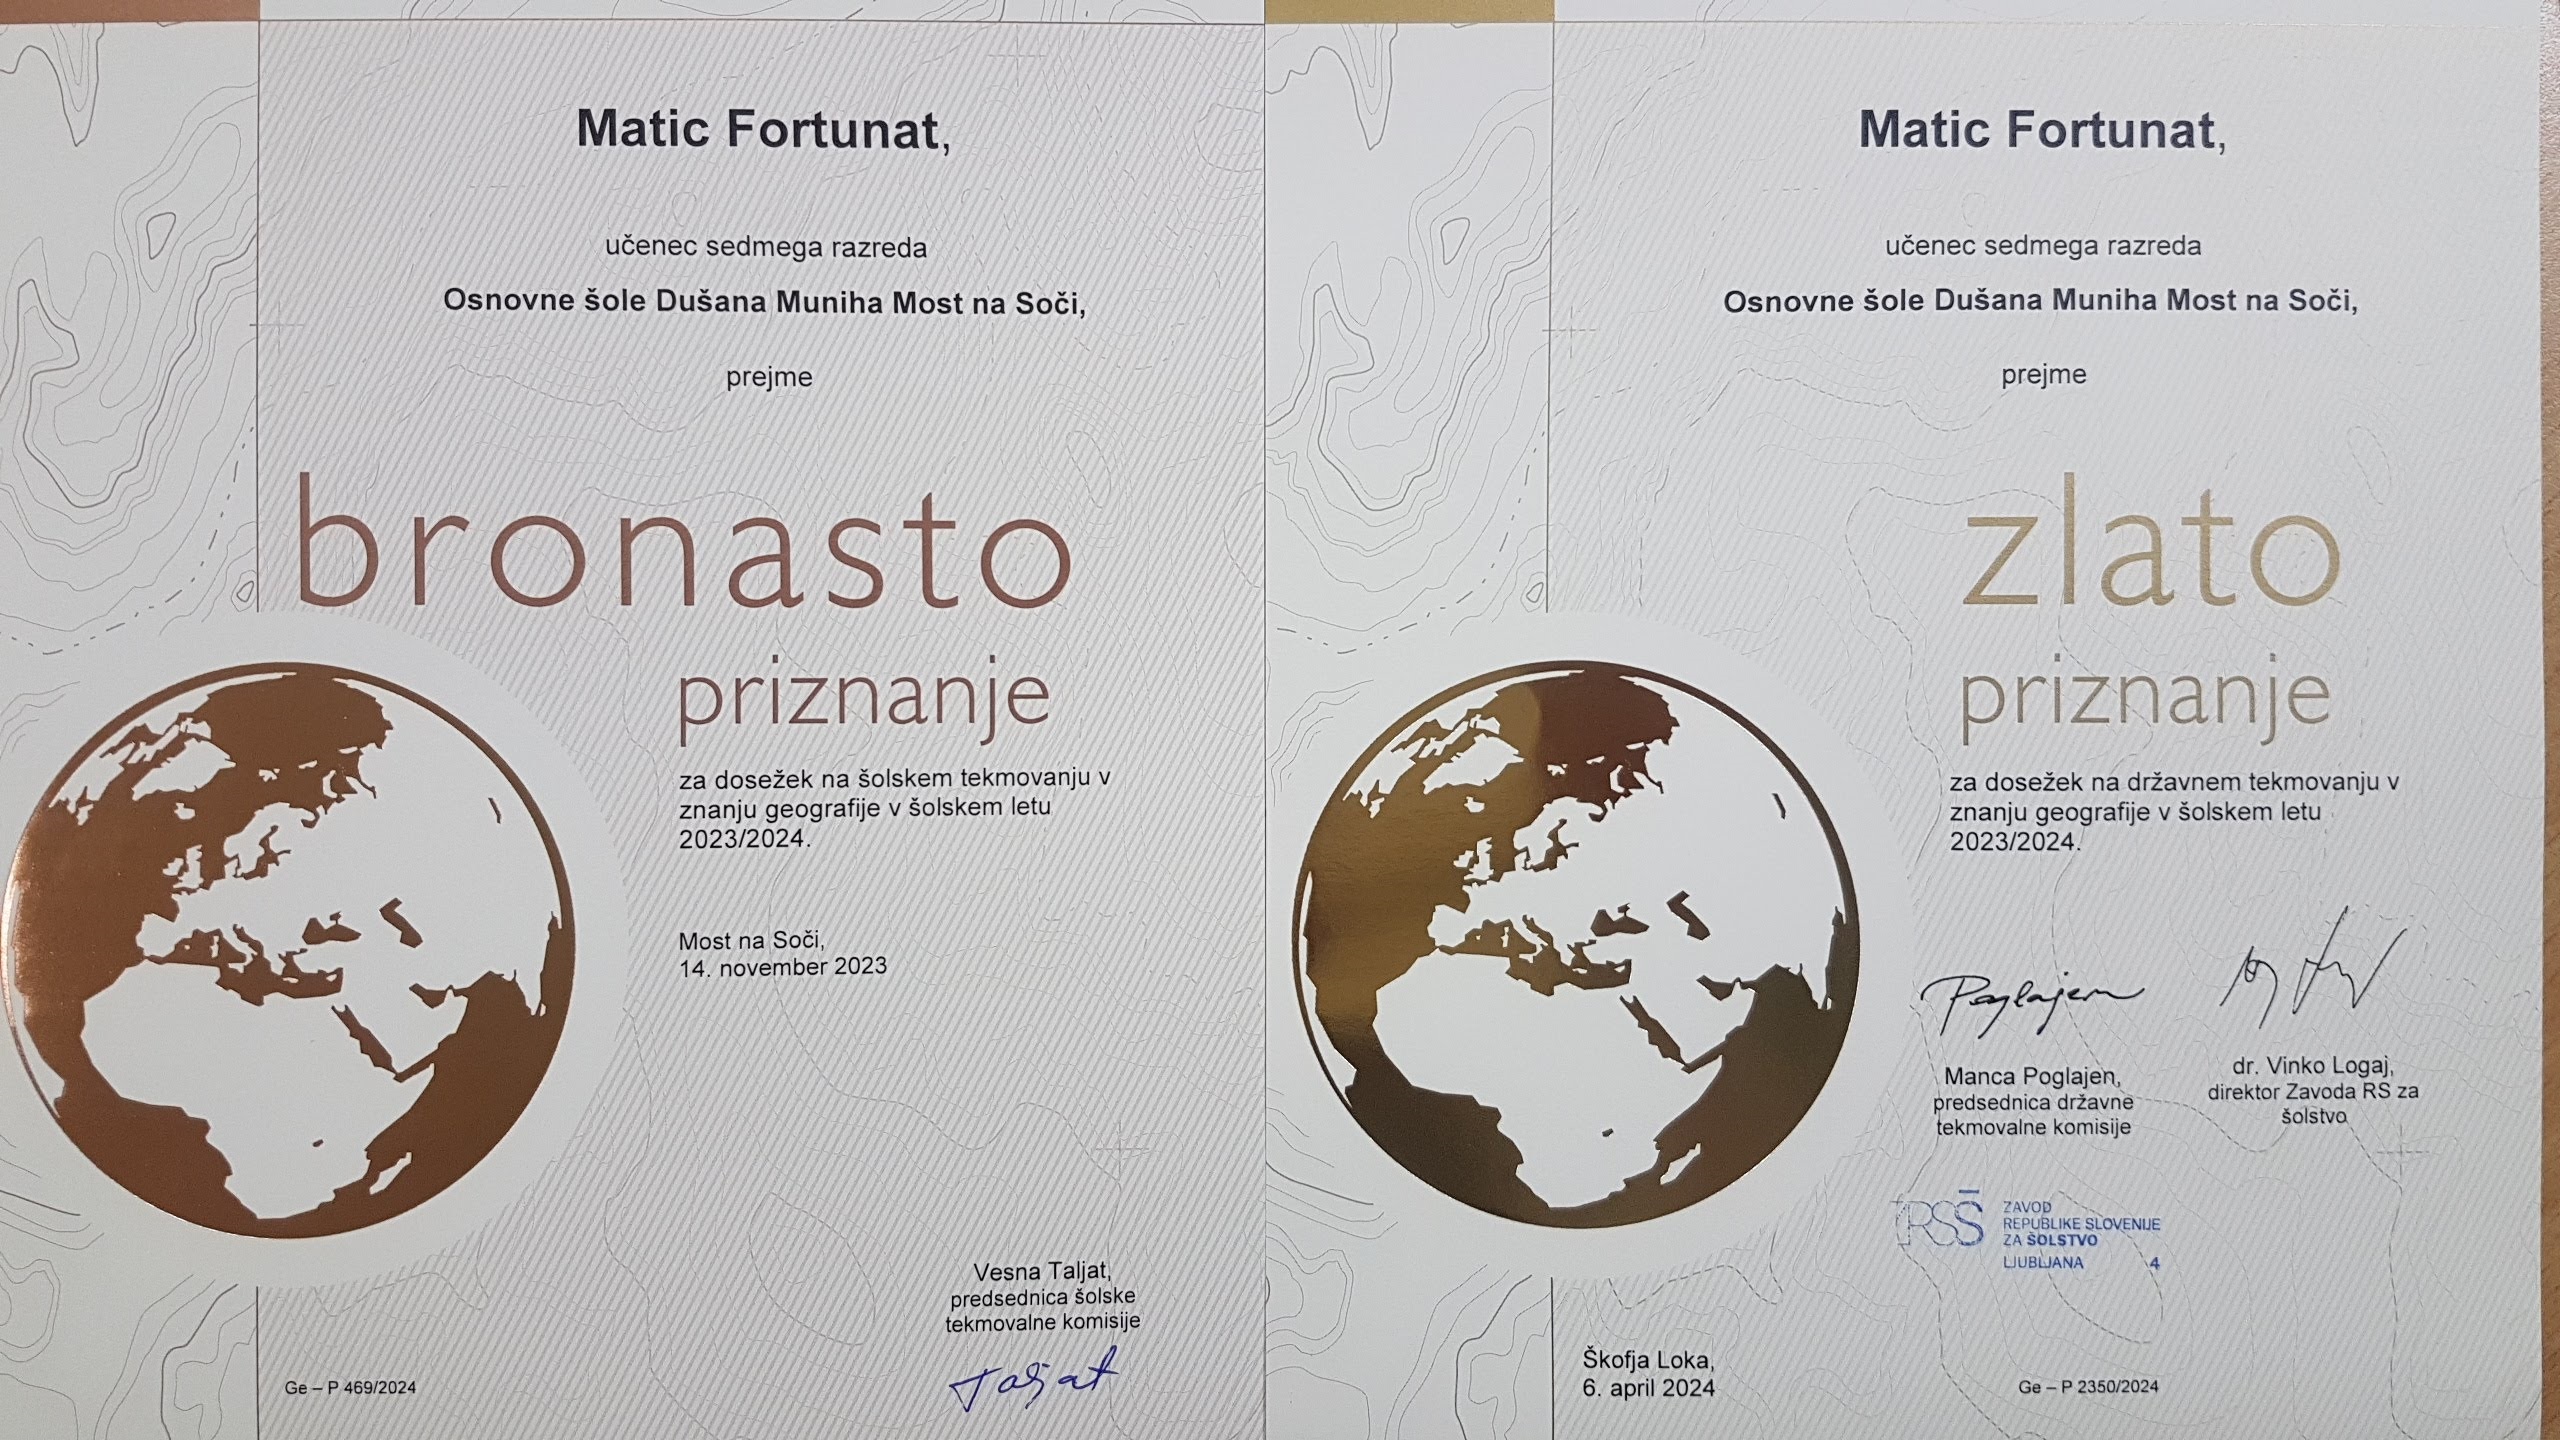 Matic Fortunat,
učenec sedmega razreda
Osnovne šole Dušana Muniha Most na Soči,
prejme
bronasto
priznanje
za dosežek na šolskem tekmovanju v
znanju geografije v šolskem letu
2023/2024.
Most na Soči,
14. november 2023
Vesna Taljat,
predsednica šolske
tekmovalne komisije
Taljat
Ge – P 469/2024
Matic Fortunat,
učenec sedmega razreda
Osnovne šole Dušana Muniha Most na Soči,
prejme
zlato
priznanje
za dosežek na državnem tekmovanju v
znanju geografije v šolskem letu
2023/2024.
Poglajen
Manca Poglajen,
predsednica državne
tekmovalne komisije
dr. Vinko Logaj,
direktor Zavoda RS za
šolstvo
ZRSŠ
ZAVOD
REPUBLIKE SLOVENIJE
ZA ŠOLSTVO
LJUBLJANA 4
Škofja Loka,
6. april 2024
Ge – P 2350/2024